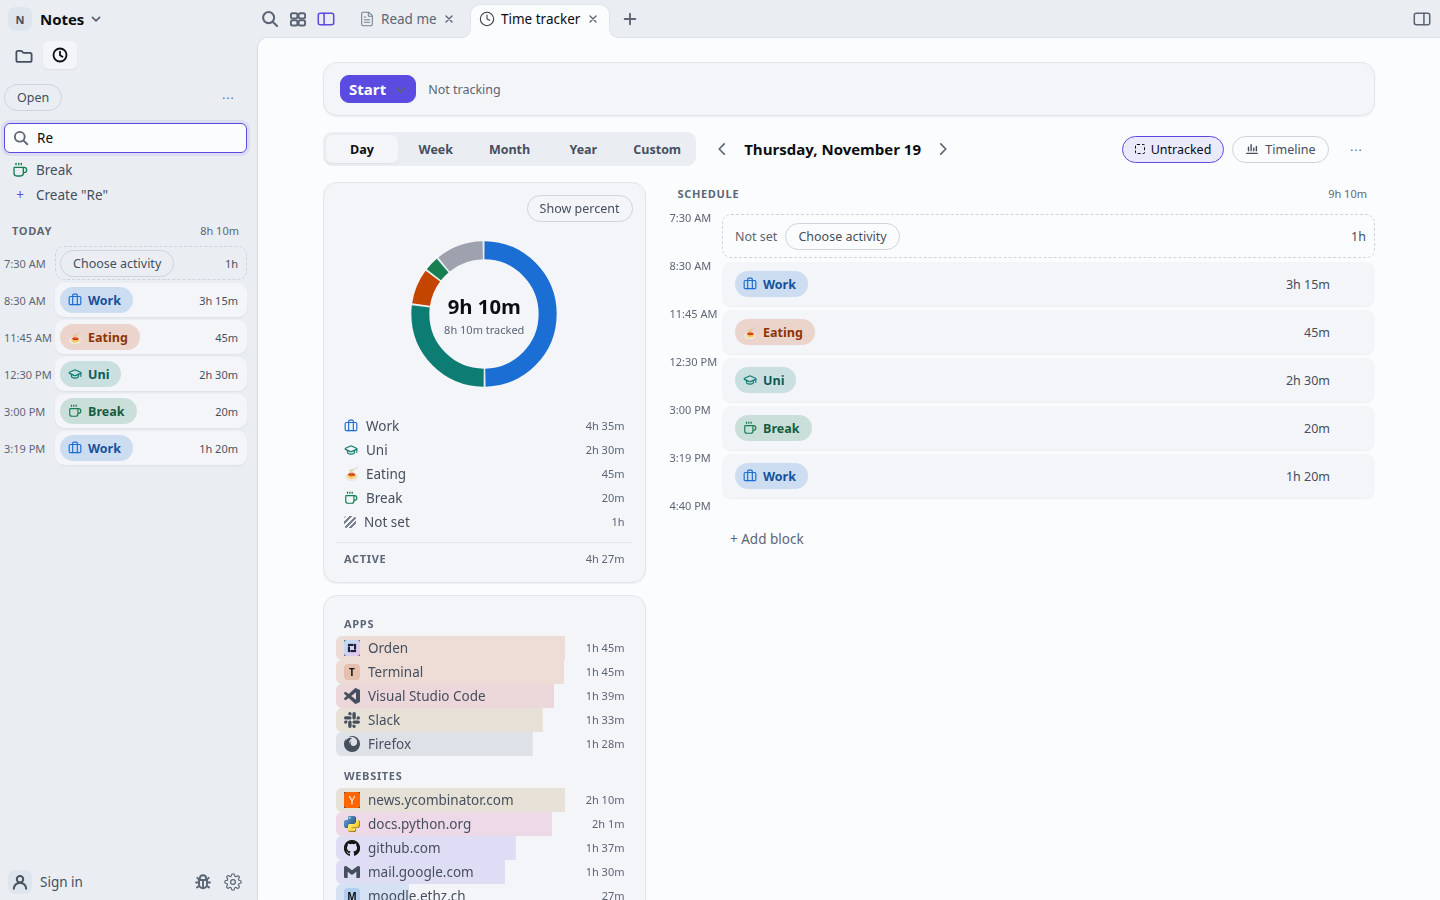 N Notes
Read me
Time tracker
Open
Re
Break
Create "Re"
TODAY 8h 10m
7:30 AM Choose activity 1h
8:30 AM Work 3h 15m
11:45 AM Eating 45m
12:30 PM Uni 2h 30m
3:00 PM Break 20m
3:19 PM Work 1h 20m
Sign in
Start Not tracking
Day Week Month Year Custom
Thursday, November 19
Untracked Timeline
Show percent
9h 10m
8h 10m tracked
Work 4h 35m
Uni 2h 30m
Eating 45m
Break 20m
Not set 1h
ACTIVE 4h 27m
APPS
Orden 1h 45m
T Terminal 1h 45m
Visual Studio Code 1h 39m
Slack 1h 33m
Firefox 1h 28m
WEBSITES
Y news.ycombinator.com 2h 10m
docs.python.org 2h 1m
github.com 1h 37m
mail.google.com 1h 30m
M moodle.ethz.ch 27m
SCHEDULE 9h 10m
7:30 AM
Not set Choose activity 1h
8:30 AM
Work 3h 15m
11:45 AM
Eating 45m
12:30 PM
Uni 2h 30m
3:00 PM
Break 20m
3:19 PM
Work 1h 20m
4:40 PM
+ Add block